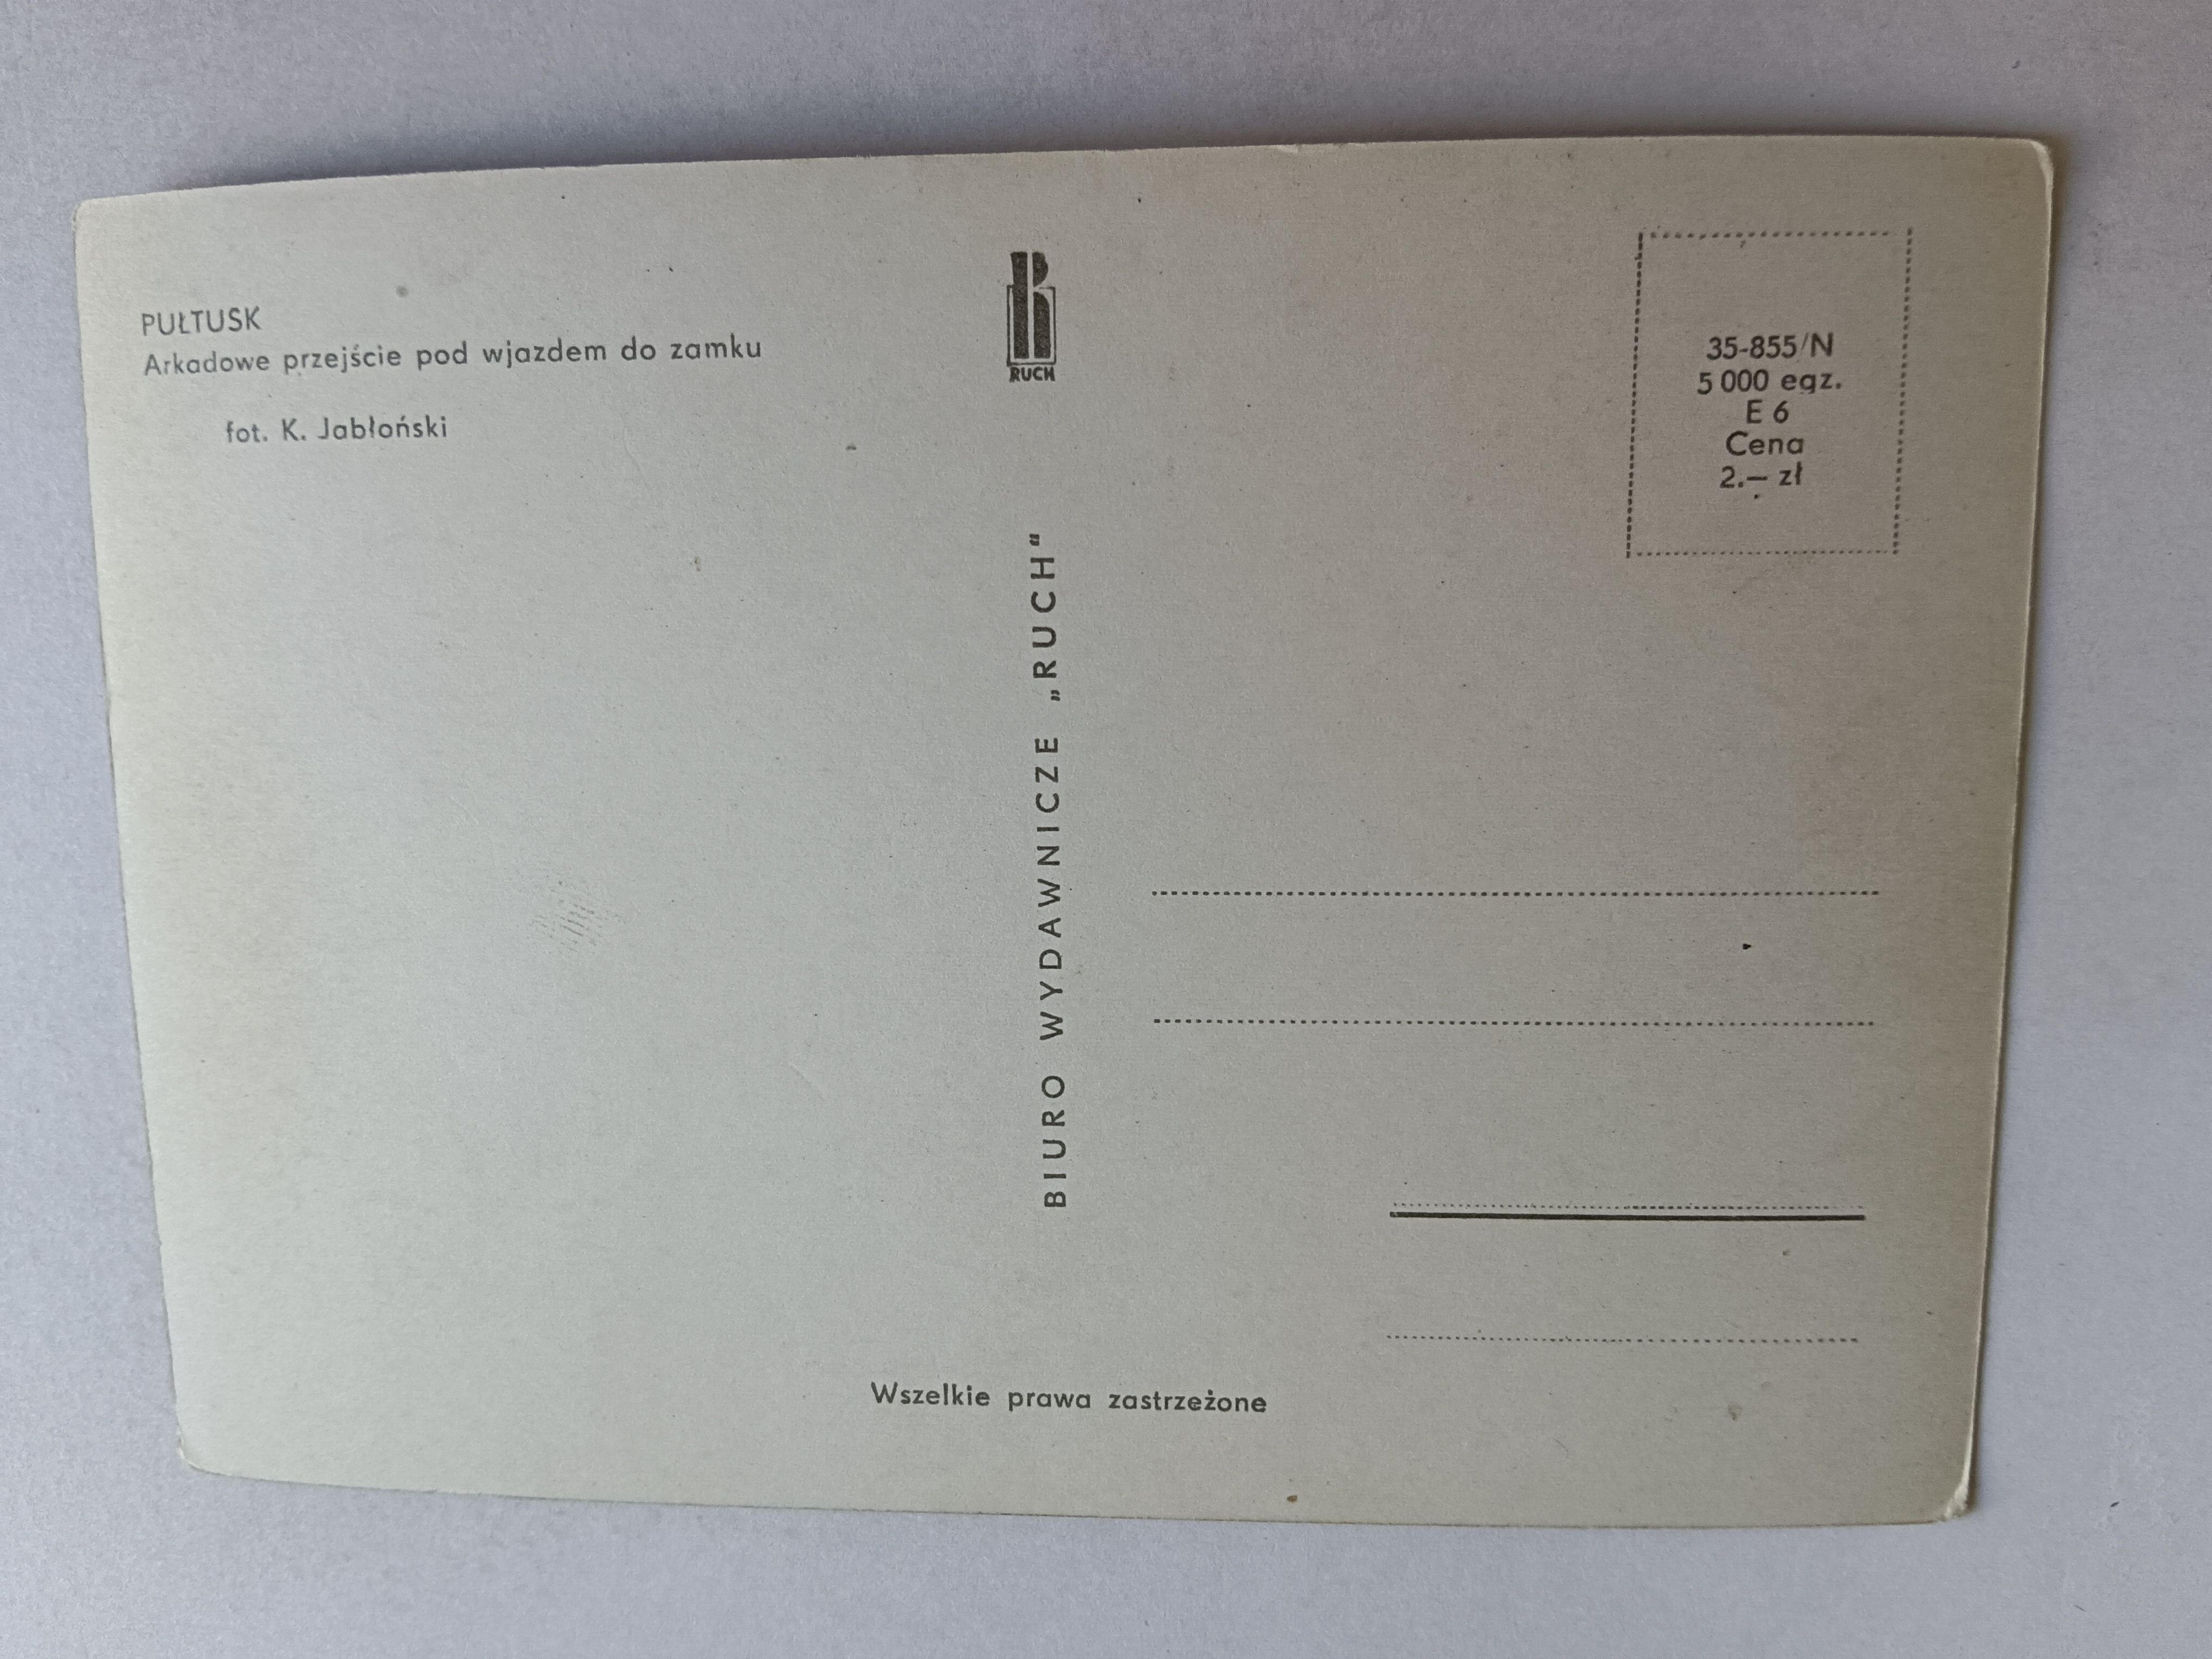 PUŁTUSK
Arkadowe przejście pod wjazdem do zamku
fot. K. Jabłoński
RUCH
BIURO WYDAWNICZE „RUCH“
35-855/N
5 000 egz.
E 6
Cena
2.— zł
Wszelkie prawa zastrzeżone